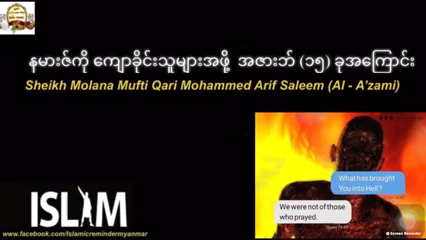 နမားဇ်ကို ကျောခိုင်းသူများအဖို့ အဇားဘ် (၁၅) ခုအကြောင်း
Sheikh Molana Mufti Qari Mohammed Arif Saleem (Al - A'zami)
What has brought
You into Hell ?
We were not of those
who prayed.
ISLAM
www.facebook.com/Islamicremindermyanmar
Screen Recorder